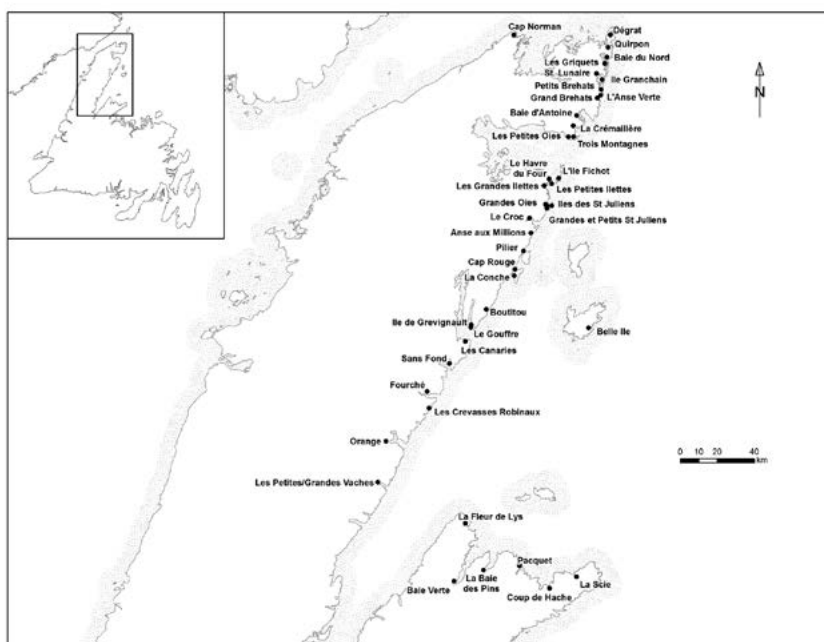 Cap Norman
Dégrat
Quirpon
Baie du Nord
Les Griquets
St. Lunaire
Ile Granchain
Petits Brehats
Grand Brehats
L'Anse Verte
Baie d'Antoine
La Crémaillère
Les Petites Oies
Trois Montagnes
Le Havre
du Four
L'Ile Fichot
Les Grandes Ilettes
Les Petites Ilettes
Grandes Oies
Iles des St Juliens
Le Croc
Grandes et Petits St Juliens
Anse aux Millions
Pilier
Cap Rouge
La Conche
Boutitou
Ile de Grevignault
Le Gouffre
Belle Ile
Les Canaries
Sans Fond
Fourché
Les Crevasses Robinaux
Orange
Les Petites/Grandes Vaches
La Fleur de Lys
Pacquet
La Baie
des Pins
La Scie
Baie Verte
Coup de Hache
N
0 10 20 40
km